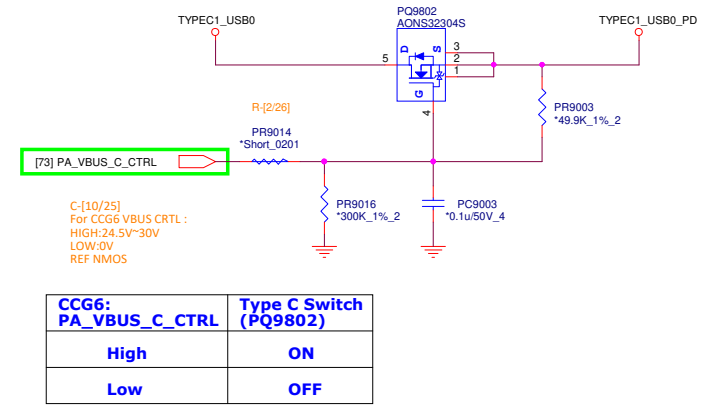 PQ9802
AONS32304S
TYPEC1_USB0
TYPEC1_USB0_PD
D
S
G
5
3
2
1
4
R-[2/26]
PR9014
*Short_0201
PR9003
*49.9K_1%_2
[73] PA_VBUS_C_CTRL
PR9016
*300K_1%_2
PC9003
*0.1u/50V_4
C-[10/25]
For CCG6 VBUS CRTL :
HIGH:24.5V~30V
LOW:0V
REF NMOS
CCG6:
PA_VBUS_C_CTRL
Type C Switch
(PQ9802)
High
ON
Low
OFF